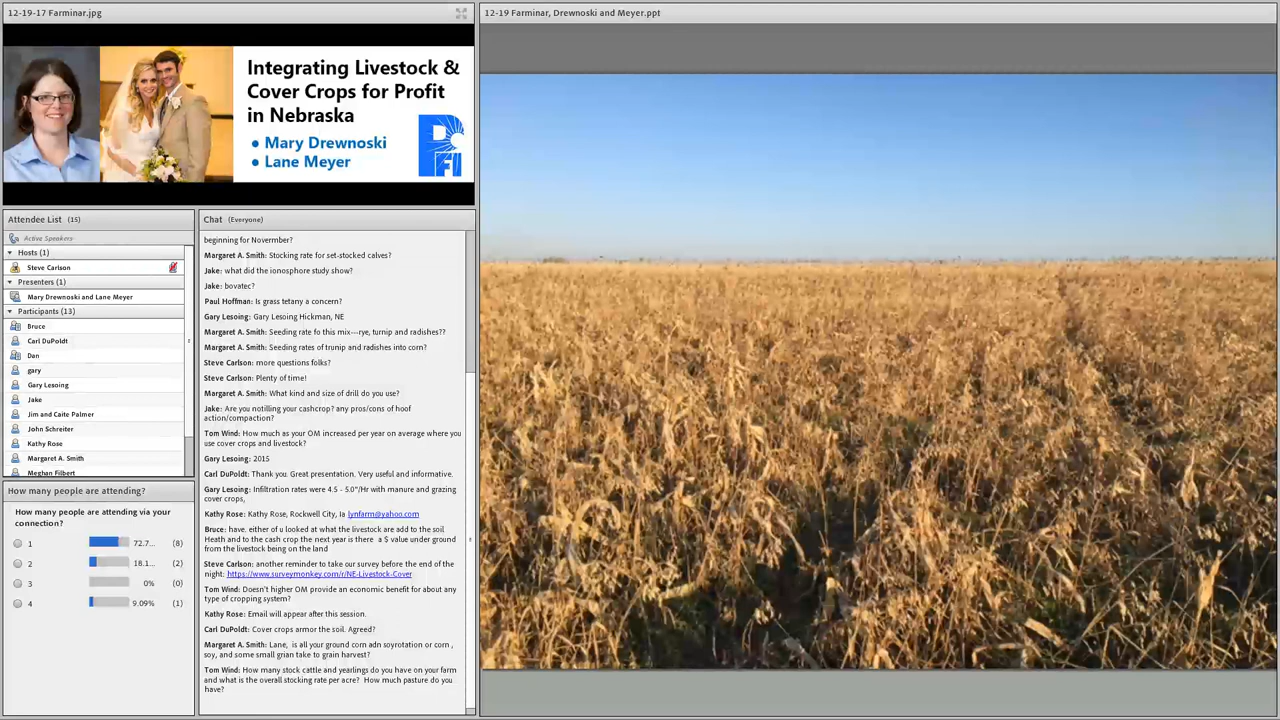 12-19-17 Farminar.jpg
Integrating Livestock &
Cover Crops for Profit
in Nebraska
• Mary Drewnoski
• Lane Meyer
PFI
Attendee List (15)
Active Speakers
Hosts (1)
Steve Carlson
Presenters (1)
Mary Drewnoski and Lane Meyer
Participants (13)
Bruce
Carl DuPoldt
Dan
gary
Gary Lesoing
Jake
Jim and Caite Palmer
John Schreiter
Kathy Rose
Margaret A. Smith
Meghan Filbert
How many people are attending?
How many people are attending via your
connection?
1 72.7... (8)
2 18.1... (2)
3 0% (0)
4 9.09% (1)
Chat (Everyone)
beginning for Novermber?
Margaret A. Smith: Stocking rate for set-stocked calves?
Jake: what did the ionosphore study show?
Jake: bovatec?
Paul Hoffman: Is grass tetany a concern?
Gary Lesoing: Gary Lesoing Hickman, NE
Margaret A. Smith: Seeding rate fo this mix---rye, turnip and radishes??
Margaret A. Smith: Seeding rates of trunip and radishes into corn?
Steve Carlson: more questions folks?
Steve Carlson: Plenty of time!
Margaret A. Smith: What kind and size of drill do you use?
Jake: Are you notilling your cashcrop? any pros/cons of hoof
action/compaction?
Tom Wind: How much as your OM increased per year on average where you
use cover crops and livestock?
Gary Lesoing: 2015
Carl DuPoldt: Thank you. Great presentation. Very useful and informative.
Gary Lesoing: Infiltration rates were 4.5 - 5.0"/Hr with manure and grazing
cover crops,
Kathy Rose: Kathy Rose, Rockwell City, Ia lynfarm@yahoo.com
Bruce: have. either of u looked at what the livestock are add to the soil
Heath and to the cash crop the next year is there a $ value under ground
from the livestock being on the land
Steve Carlson: another reminder to take our survey before the end of the
night: https://www.surveymonkey.com/r/NE-Livestock-Cover
Tom Wind: Doesn't higher OM provide an economic benefit for about any
type of cropping system?
Kathy Rose: Email will appear after this session.
Carl DuPoldt: Cover crops armor the soil. Agreed?
Margaret A. Smith: Lane, is all your ground corn adn soyrotation or corn ,
soy, and some small grian take to grain harvest?
Tom Wind: How many stock cattle and yearlings do you have on your farm
and what is the overall stocking rate per acre? How much pasture do you
have?
12-19 Farminar, Drewnoski and Meyer.ppt